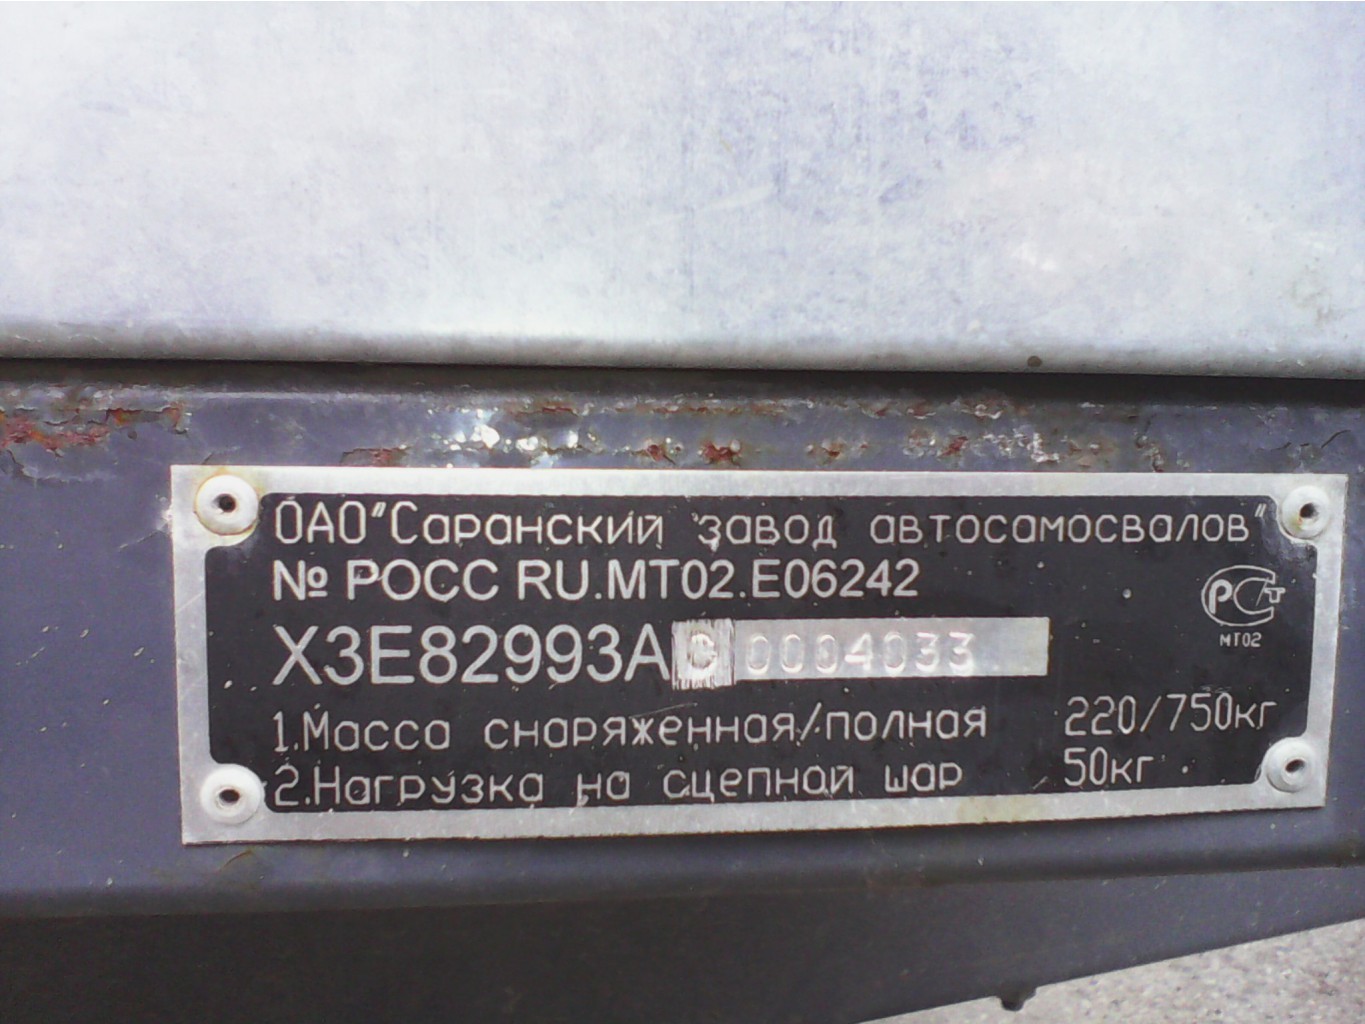 ОАО "Саранский завод автосамосвалов"
№ РОСС RU.МТ02.Е06242
РСТ
МТ02
X3E82993AC0004033
1.Масса снаряженная/полная 220/750кг
2.Нагрузка на сцепной шар 50кг